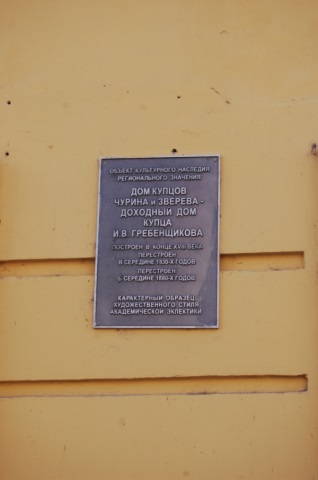 ОБЪЕКТ КУЛЬТУРНОГО НАСЛЕДИЯ
РЕГИОНАЛЬНОГО ЗНАЧЕНИЯ
ДОМ КУПЦОВ
ЧУРИНА и ЗВЕРЕВА -
ДОХОДНЫЙ ДОМ
КУПЦА
И.В. ГРЕБЕНЩИКОВА
ПОСТРОЕН В КОНЦЕ XVIII ВЕКА
ПЕРЕСТРОЕН
В СЕРЕДИНЕ 1830-Х ГОДОВ
ПЕРЕСТРОЕН
В СЕРЕДИНЕ 1880-Х ГОДОВ
ХАРАКТЕРНЫЙ ОБРАЗЕЦ
ХУДОЖЕСТВЕННОГО СТИЛЯ
АКАДЕМИЧЕСКОЙ ЭКЛЕКТИКИ